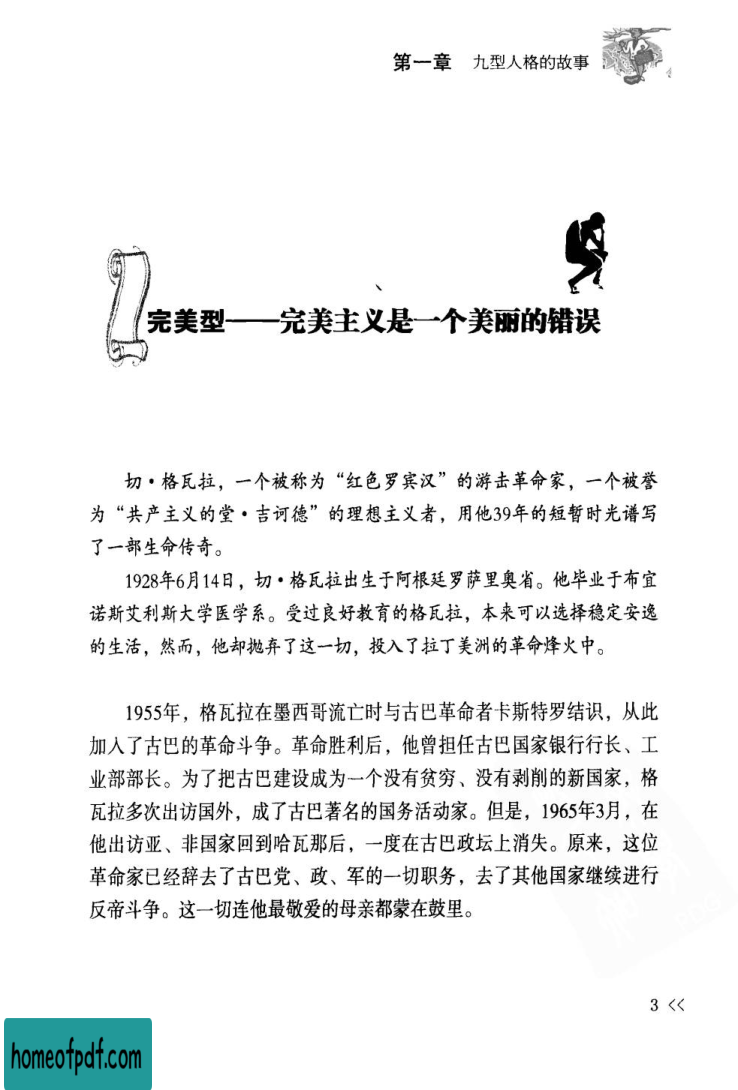 第一章 九型人格的故事
完美型——完美主义是一个美丽的错误
切·格瓦拉，一个被称为“红色罗宾汉”的游击革命家，一个被誉
为“共产主义的堂·吉诃德”的理想主义者，用他39年的短暂时光谱写
了一部生命传奇。
1928年6月14日，切·格瓦拉出生于阿根廷罗萨里奥省。他毕业于布宜
诺斯艾利斯大学医学系。受过良好教育的格瓦拉，本来可以选择稳定安逸
的生活，然而，他却抛弃了这一切，投入了拉丁美洲的革命烽火中。
1955年，格瓦拉在墨西哥流亡时与古巴革命者卡斯特罗结识，从此
加入了古巴的革命斗争。革命胜利后，他曾担任古巴国家银行行长、工
业部部长。为了把古巴建设成为一个没有贫穷、没有剥削的新国家，格
瓦拉多次出访国外，成了古巴著名的国务活动家。但是，1965年3月，在
他出访亚、非国家回到哈瓦那后，一度在古巴政坛上消失。原来，这位
革命家已经辞去了古巴党、政、军的一切职务，去了其他国家继续进行
反帝斗争。这一切连他最敬爱的母亲都蒙在鼓里。
3 <<
homeofpdf.com